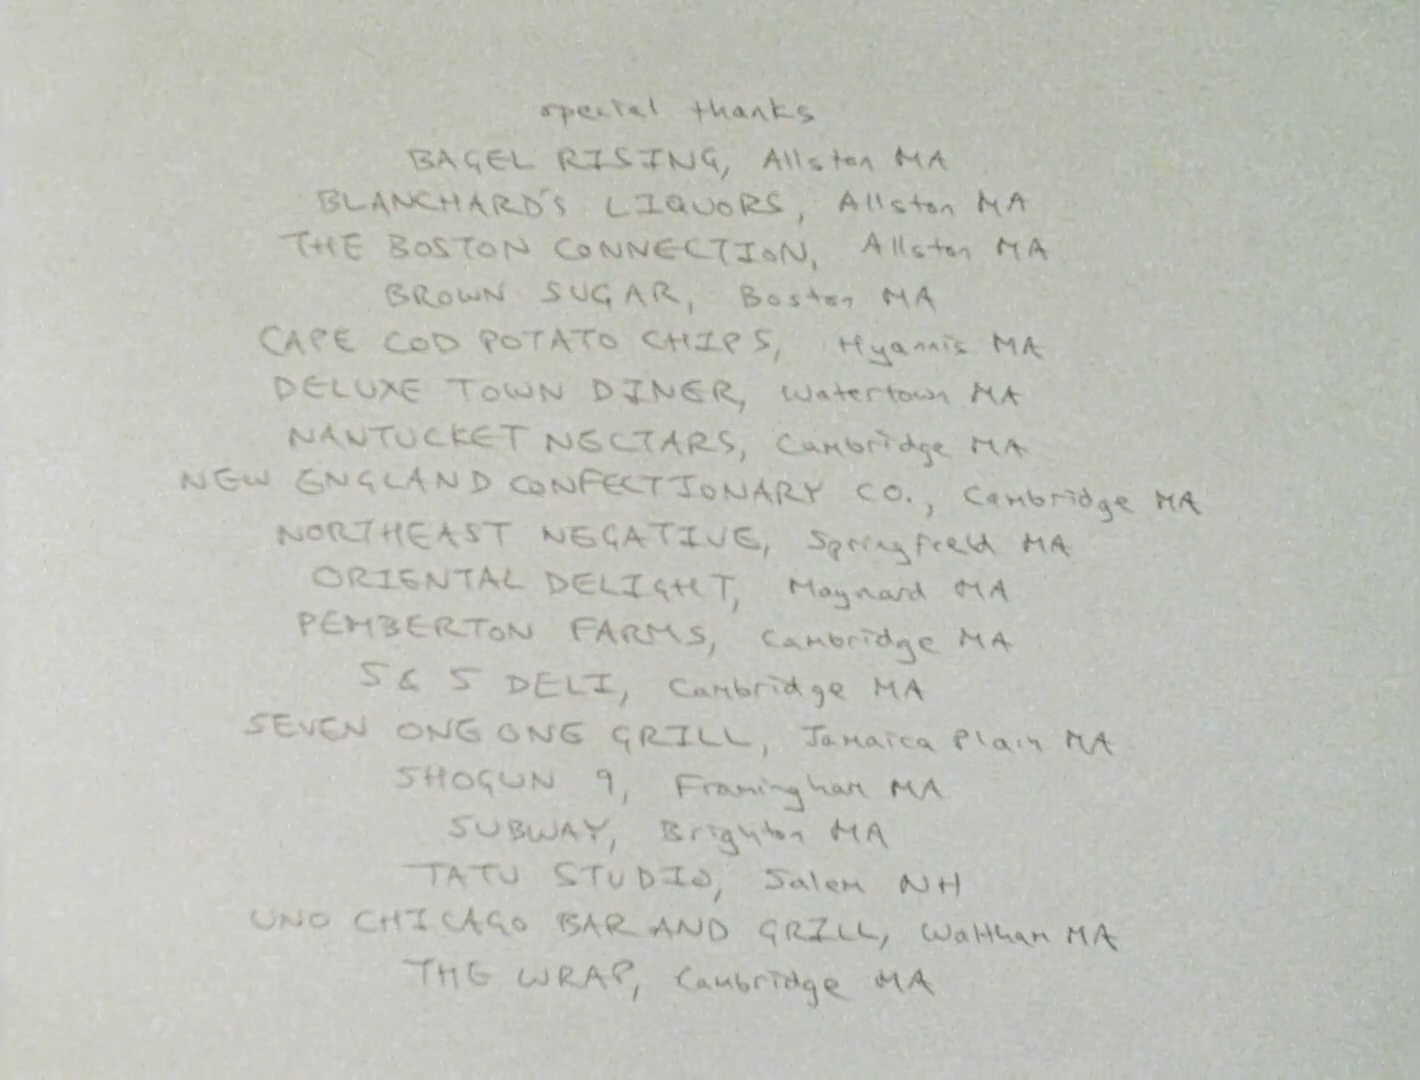 special thanks
BAGEL RISING, Allston MA
BLANCHARD'S LIQUORS, Allston MA
THE BOSTON CONNECTION, Allston MA
BROWN SUGAR, Boston MA
CAPE COD POTATO CHIPS, Hyannis MA
DELUXE TOWN DINER, Watertown MA
NANTUCKET NECTARS, Cambridge MA
NEW ENGLAND CONFECTIONARY CO., Cambridge MA
NORTHEAST NEGATIVE, Springfield MA
ORIENTAL DELIGHT, Maynard MA
PEMBERTON FARMS, Cambridge MA
S & S DELI, Cambridge MA
SEVEN ONE ONE GRILL, Jamaica Plain MA
SHOGUN 9, Framingham MA
SUBWAY, Brighton MA
TATU STUDIO, Salem NH
UNO CHICAGO BAR AND GRILL, Waltham MA
THE WRAP, Cambridge MA